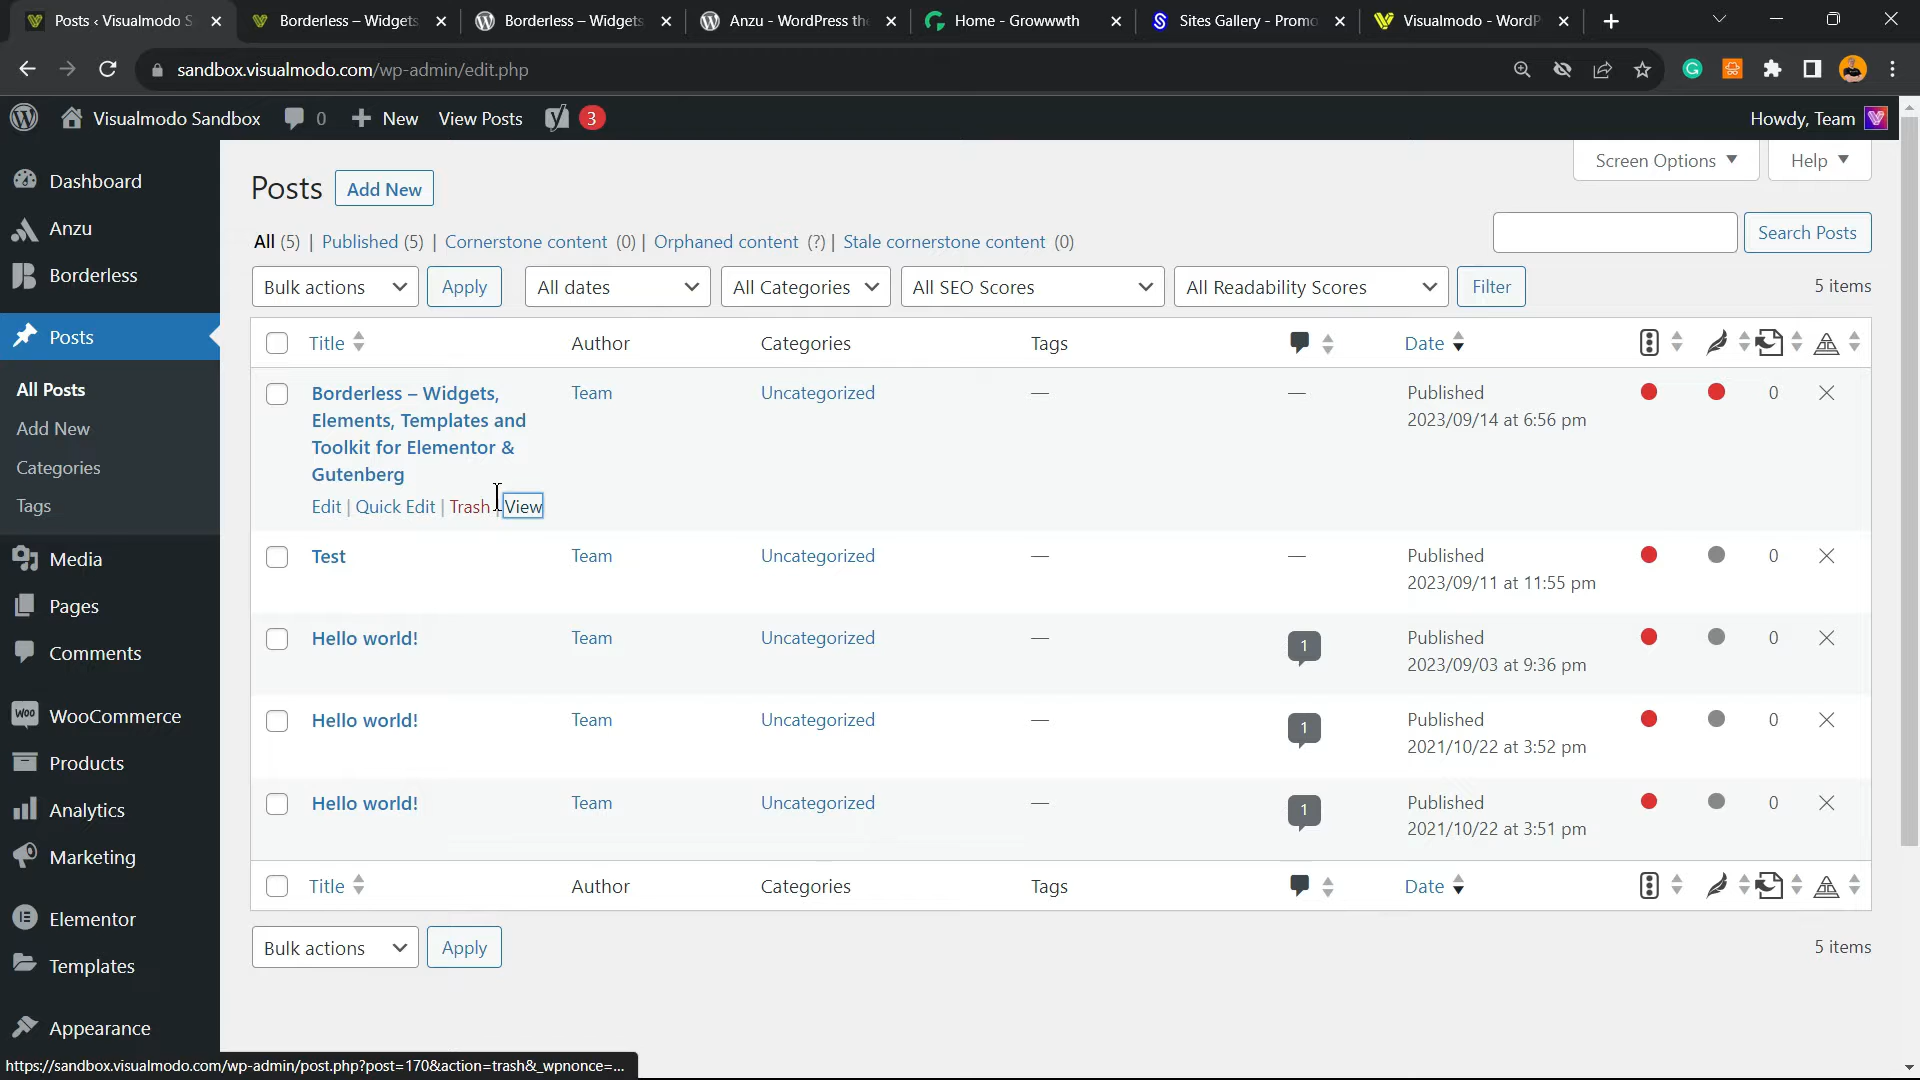 Posts ‹ Visualmodo S
Borderless – Widgets
Borderless – Widgets
Anzu - WordPress the
Home - Growwwth
Sites Gallery - Promo
Visualmodo - WordP
sandbox.visualmodo.com/wp-admin/edit.php
Visualmodo Sandbox
0
New
View Posts
3
Howdy, Team
Dashboard
Anzu
Borderless
Posts
All Posts
Add New
Categories
Tags
Media
Pages
Comments
WooCommerce
Products
Analytics
Marketing
Elementor
Templates
Appearance
Screen Options
Help
Posts
Add New
All (5) | Published (5) | Cornerstone content (0) | Orphaned content (?) | Stale cornerstone content (0)
Search Posts
Bulk actions
Apply
All dates
All Categories
All SEO Scores
All Readability Scores
Filter
5 items
Title
Author
Categories
Tags
Date
Borderless – Widgets,
Elements, Templates and
Toolkit for Elementor &
Gutenberg
Edit | Quick Edit | Trash | View
Team
Uncategorized
—
—
Published
2023/09/14 at 6:56 pm
0
Test
Team
Uncategorized
—
—
Published
2023/09/11 at 11:55 pm
0
Hello world!
Team
Uncategorized
—
1
Published
2023/09/03 at 9:36 pm
0
Hello world!
Team
Uncategorized
—
1
Published
2021/10/22 at 3:52 pm
0
Hello world!
Team
Uncategorized
—
1
Published
2021/10/22 at 3:51 pm
0
Title
Author
Categories
Tags
Date
Bulk actions
Apply
5 items
https://sandbox.visualmodo.com/wp-admin/post.php?post=170&action=trash&_wpnonce=...